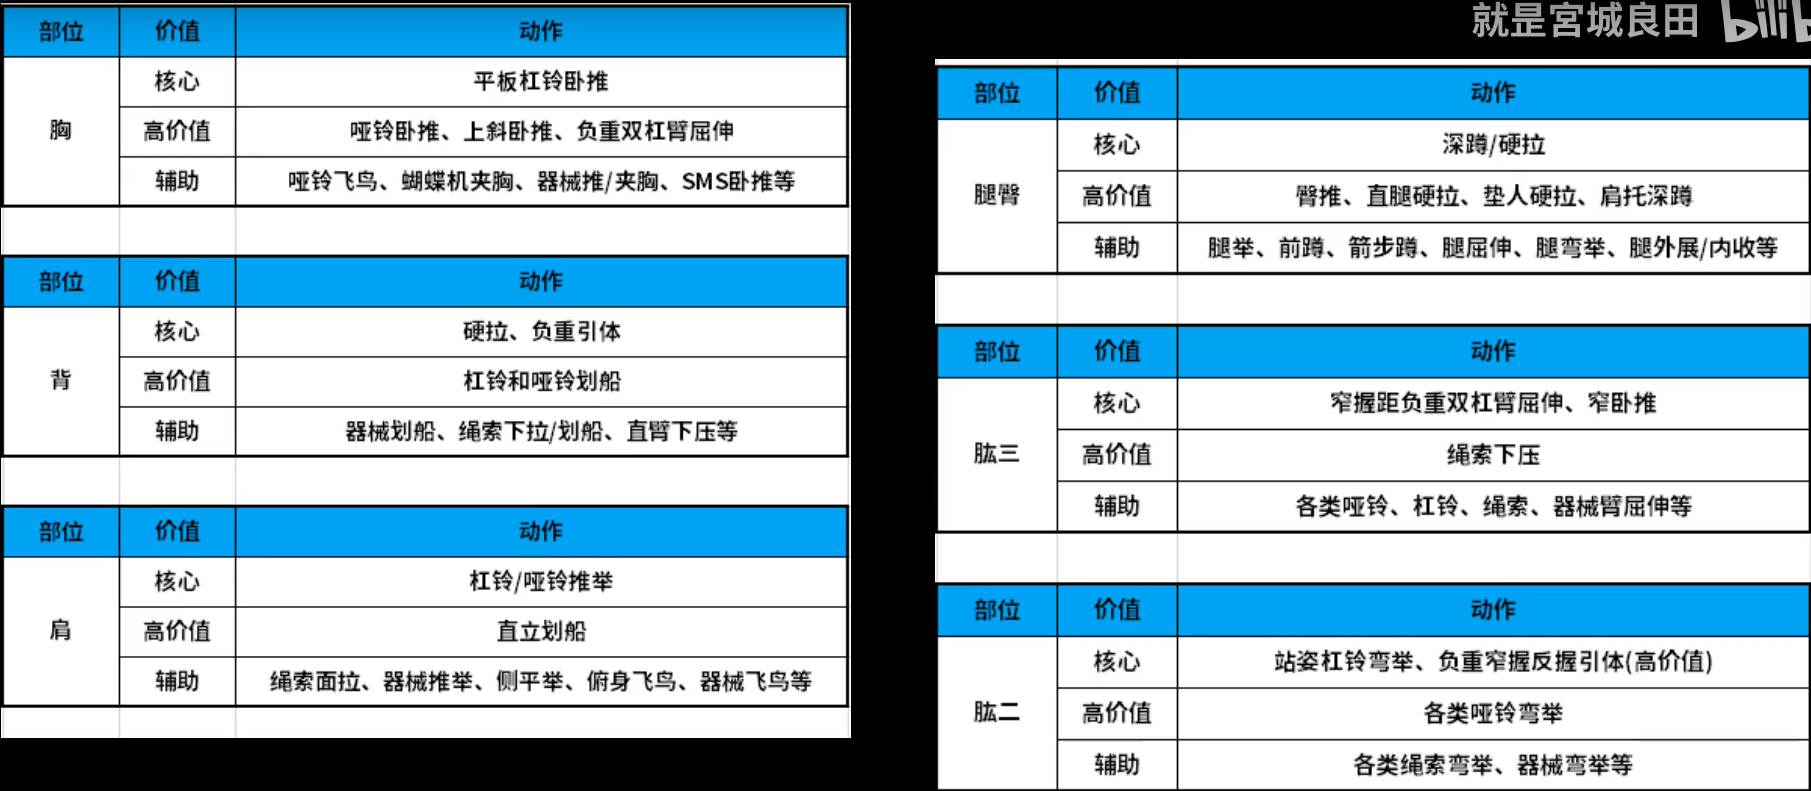 部位 价值 动作
胸
核心 平板杠铃卧推
高价值 哑铃卧推、上斜卧推、负重双杠臂屈伸
辅助 哑铃飞鸟、蝴蝶机夹胸、器械推/夹胸、SMS卧推等
部位 价值 动作
背
核心 硬拉、负重引体
高价值 杠铃和哑铃划船
辅助 器械划船、绳索下拉/划船、直臂下压等
部位 价值 动作
肩
核心 杠铃/哑铃推举
高价值 直立划船
辅助 绳索面拉、器械推举、侧平举、俯身飞鸟、器械飞鸟等
就是宫城良田 bilib
部位 价值 动作
腿臀
核心 深蹲/硬拉
高价值 臀推、直腿硬拉、垫人硬拉、肩托深蹲
辅助 腿举、前蹲、箭步蹲、腿屈伸、腿弯举、腿外展/内收等
部位 价值 动作
肱三
核心 窄握距负重双杠臂屈伸、窄卧推
高价值 绳索下压
辅助 各类哑铃、杠铃、绳索、器械臂屈伸等
部位 价值 动作
肱二
核心 站姿杠铃弯举、负重窄握反握引体(高价值)
高价值 各类哑铃弯举
辅助 各类绳索弯举、器械弯举等